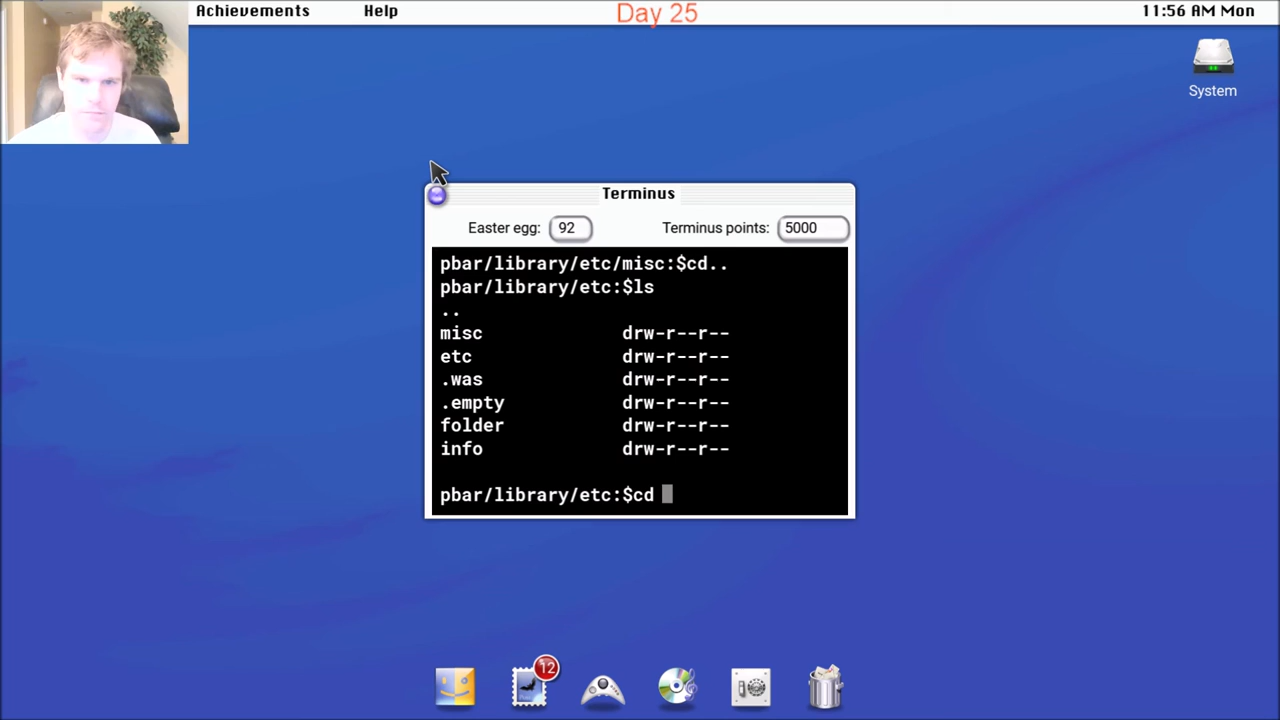 Achievements Help Day 25 11:56 AM Mon
System
Terminus
Easter egg: 92 Terminus points: 5000
pbar/library/etc/misc:$cd..
pbar/library/etc:$ls
..
misc drw-r--r--
etc drw-r--r--
.was drw-r--r--
.empty drw-r--r--
folder drw-r--r--
info drw-r--r--
pbar/library/etc:$cd
12